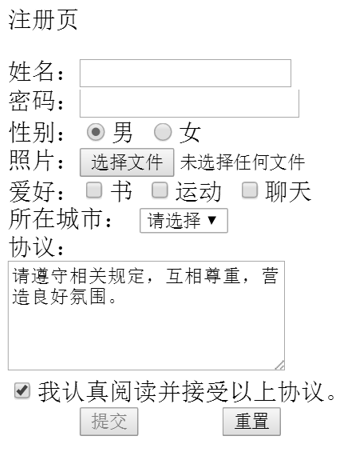 注册页
姓名：
密码：
性别： 男 女
照片： 选择文件 未选择任何文件
爱好： 书 运动 聊天
所在城市： 请选择▼
协议：
请遵守相关规定，互相尊重，营
造良好氛围。
我认真阅读并接受以上协议。
提交 重置